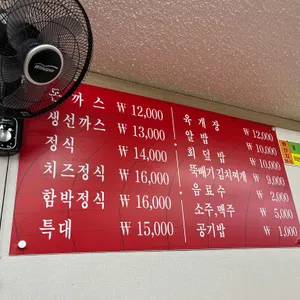 돈까스 ₩ 12,000
생선까스 ₩ 13,000
정식 ₩ 14,000
치즈정식 ₩ 16,000
함박정식 ₩ 16,000
특대 ₩ 15,000
육개장 ₩ 12,000
알밥 ₩ 10,000
회덮밥 ₩ 10,000
뚝배기김치찌개 ₩ 9,000
음료수 ₩ 2,000
소주,맥주 ₩ 5,000
공기밥 ₩ 1,000